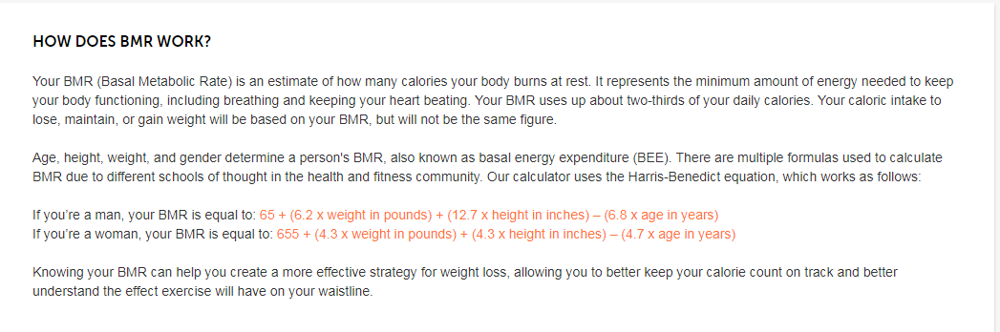 HOW DOES BMR WORK?
Your BMR (Basal Metabolic Rate) is an estimate of how many calories your body burns at rest. It represents the minimum amount of energy needed to keep
your body functioning, including breathing and keeping your heart beating. Your BMR uses up about two-thirds of your daily calories. Your caloric intake to
lose, maintain, or gain weight will be based on your BMR, but will not be the same figure.
Age, height, weight, and gender determine a person's BMR, also known as basal energy expenditure (BEE). There are multiple formulas used to calculate
BMR due to different schools of thought in the health and fitness community. Our calculator uses the Harris-Benedict equation, which works as follows:
If you're a man, your BMR is equal to: 65 + (6.2 x weight in pounds) + (12.7 x height in inches) – (6.8 x age in years)
If you're a woman, your BMR is equal to: 655 + (4.3 x weight in pounds) + (4.3 x height in inches) – (4.7 x age in years)
Knowing your BMR can help you create a more effective strategy for weight loss, allowing you to better keep your calorie count on track and better
understand the effect exercise will have on your waistline.